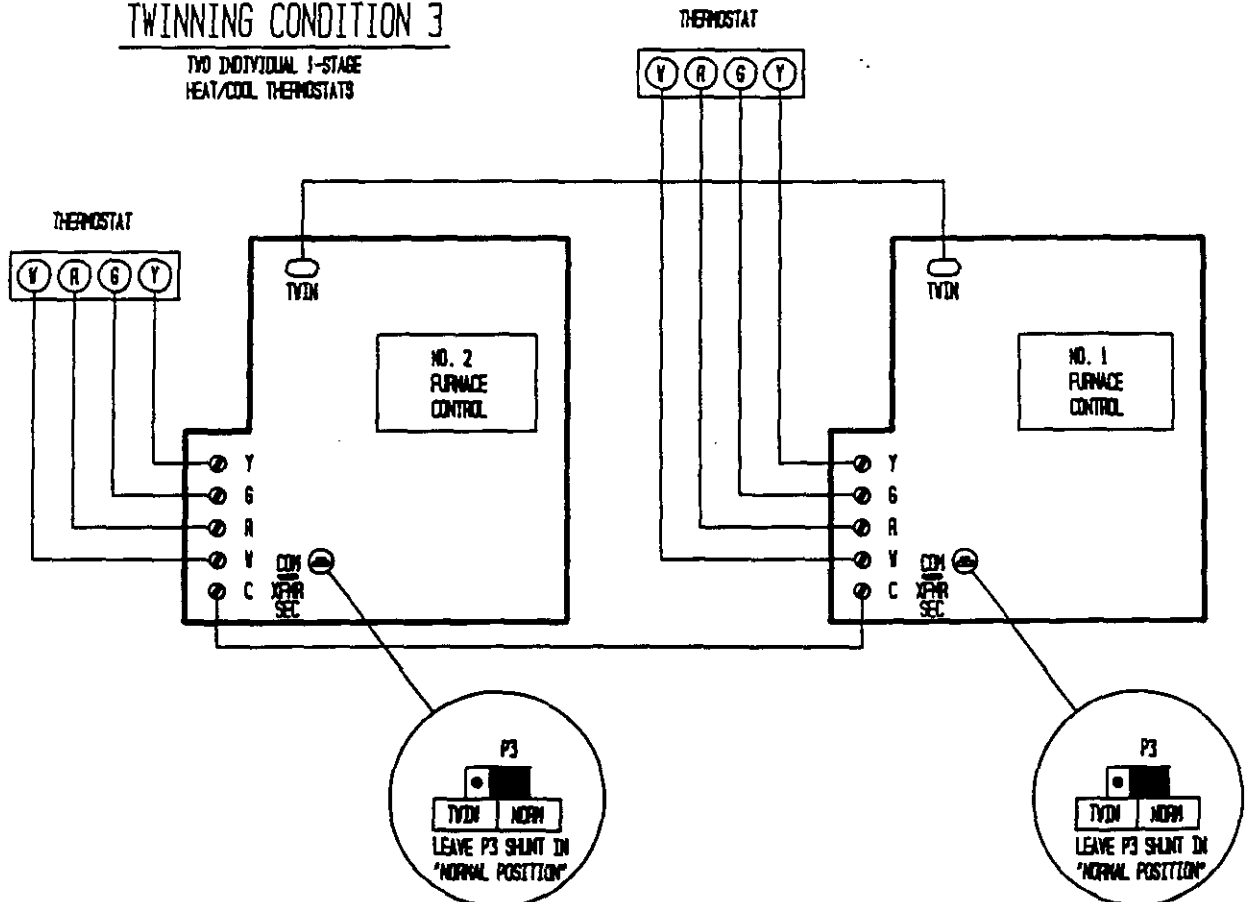 TWINNING CONDITION 3
TWO INDIVIDUAL 1-STAGE
HEAT/COOL THERMOSTATS
THERMOSTAT
W R G Y
THERMOSTAT
W R G Y
TWIN
NO. 2
FURNACE
CONTROL
Y
G
R
W
C
COM
XFMR
SEC
TWIN
NO. 1
FURNACE
CONTROL
Y
G
R
W
C
COM
XFMR
SEC
P3
TWIN NORM
LEAVE P3 SHUNT IN
"NORMAL POSITION"
P3
TWIN NORM
LEAVE P3 SHUNT IN
"NORMAL POSITION"